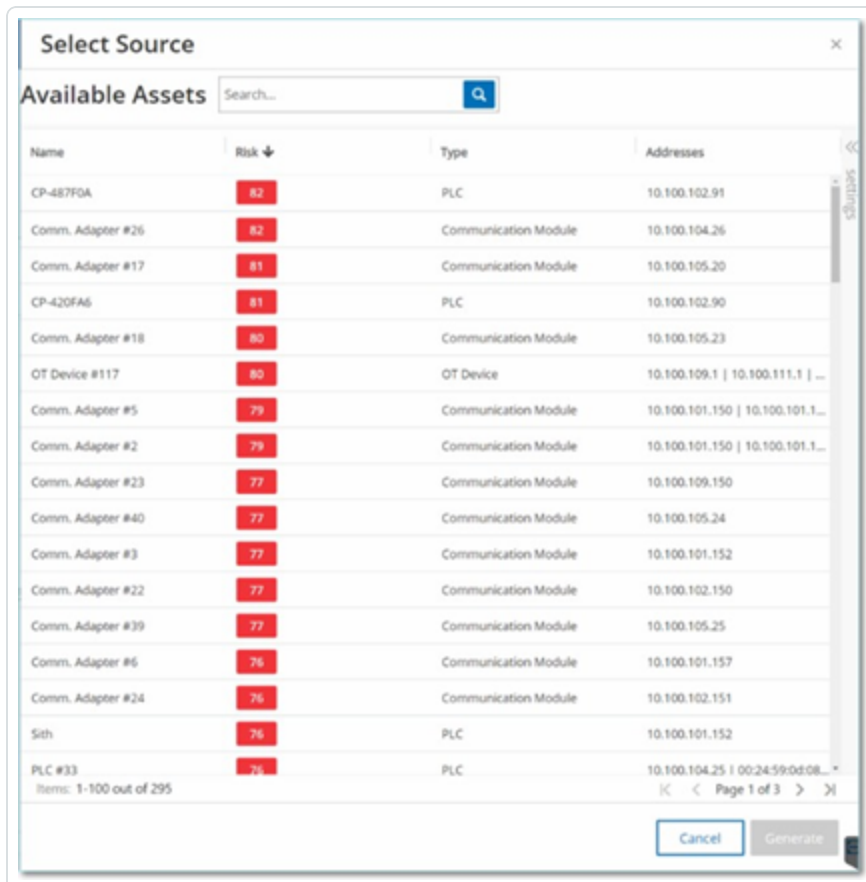 Select Source ×
Available Assets Search...
Name Risk Type Addresses
settings
CP-487F0A 82 PLC 10.100.102.91
Comm. Adapter #26 82 Communication Module 10.100.104.26
Comm. Adapter #17 81 Communication Module 10.100.105.20
CP-420FA6 81 PLC 10.100.102.90
Comm. Adapter #18 80 Communication Module 10.100.105.23
OT Device #117 80 OT Device 10.100.109.1 | 10.100.111.1 | ...
Comm. Adapter #5 79 Communication Module 10.100.101.150 | 10.100.101.1...
Comm. Adapter #2 79 Communication Module 10.100.101.150 | 10.100.101.1...
Comm. Adapter #23 77 Communication Module 10.100.109.150
Comm. Adapter #40 77 Communication Module 10.100.105.24
Comm. Adapter #3 77 Communication Module 10.100.101.152
Comm. Adapter #22 77 Communication Module 10.100.102.150
Comm. Adapter #39 77 Communication Module 10.100.105.25
Comm. Adapter #6 76 Communication Module 10.100.101.157
Comm. Adapter #24 76 Communication Module 10.100.102.151
Sith 76 PLC 10.100.101.152
PLC #33 76 PLC 10.100.104.25 | 00:24:59:0d:08...
Items: 1-100 out of 295 Page 1 of 3
Cancel Generate